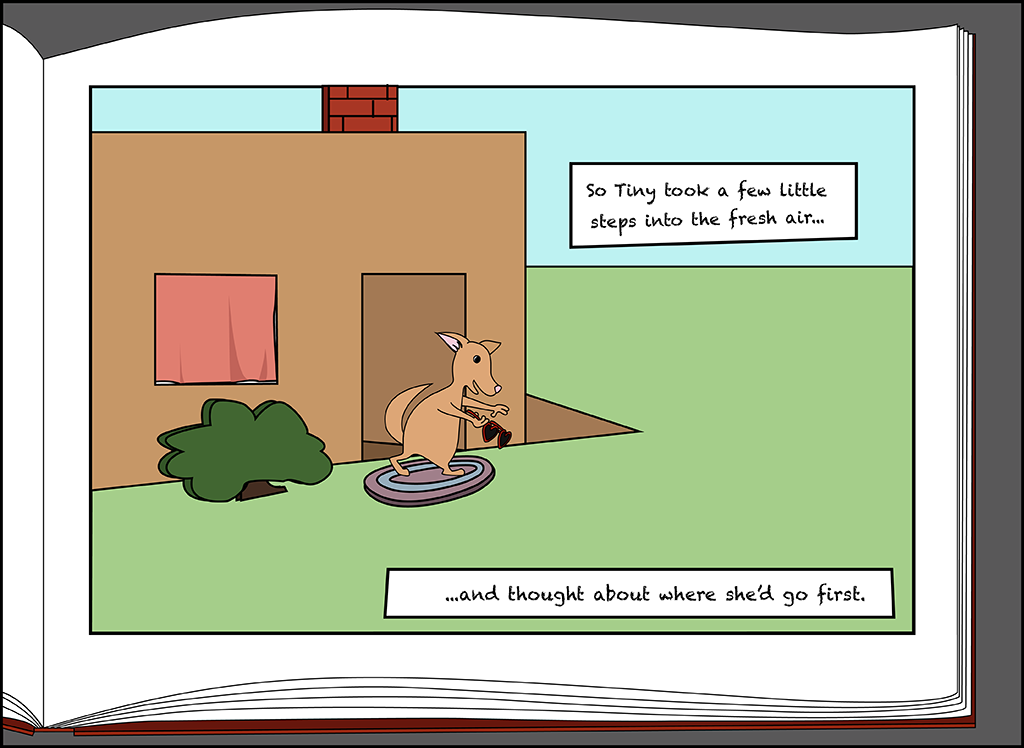 So Tiny took a few little
steps into the fresh air...
...and thought about where she'd go first.